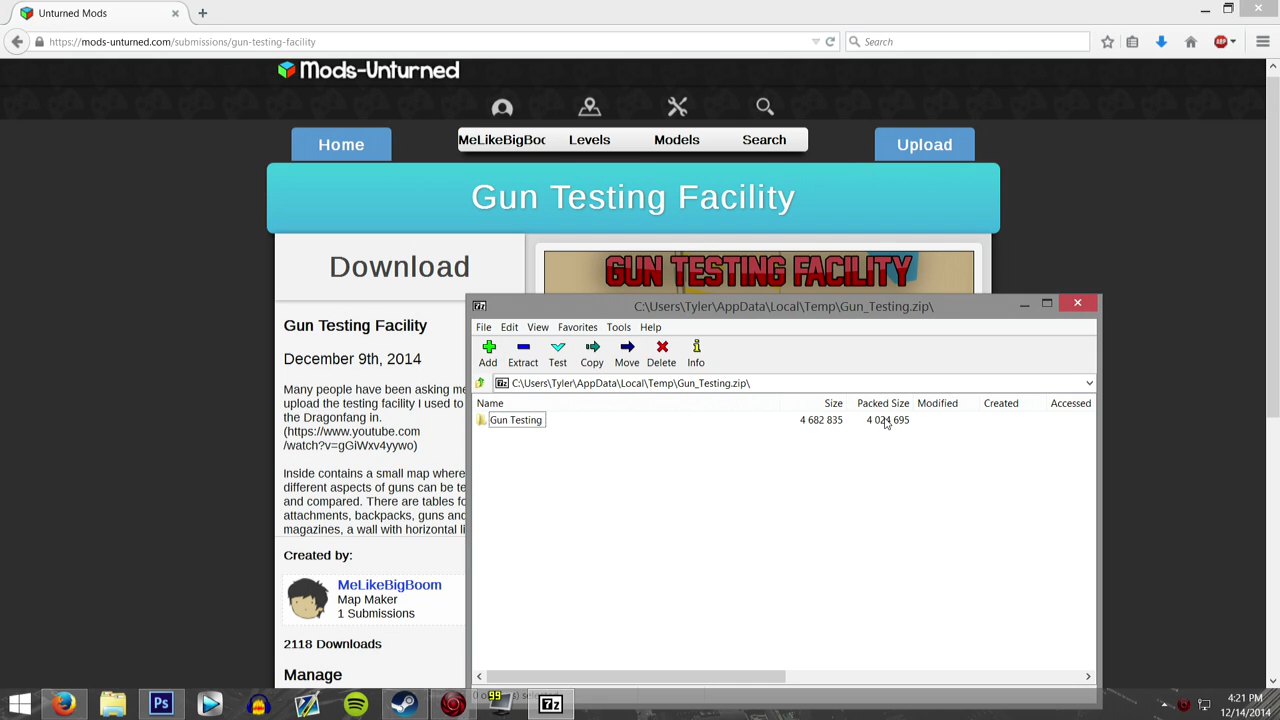 Unturned Mods
https://mods-unturned.com/submissions/gun-testing-facility
Search
Mods-Unturned
Home
MeLikeBigBoo
Levels
Models
Search
Upload
Gun Testing Facility
Download
GUN TESTING FACILITY
Gun Testing Facility
December 9th, 2014
Many people have been asking me
upload the testing facility I used to
the Dragonfang in.
(https://www.youtube.com
/watch?v=gGiWxv4yywo)
Inside contains a small map where
different aspects of guns can be te
and compared. There are tables fo
attachments, backpacks, guns and
magazines, a wall with horizontal li
Created by:
MeLikeBigBoom
Map Maker
1 Submissions
2118 Downloads
Manage
C:\Users\Tyler\AppData\Local\Temp\Gun_Testing.zip\
File Edit View Favorites Tools Help
Add Extract Test Copy Move Delete Info
C:\Users\Tyler\AppData\Local\Temp\Gun_Testing.zip\
Name Size Packed Size Modified Created Accessed
Gun Testing 4 682 835 4 024 695
99
4:21 PM
12/14/2014